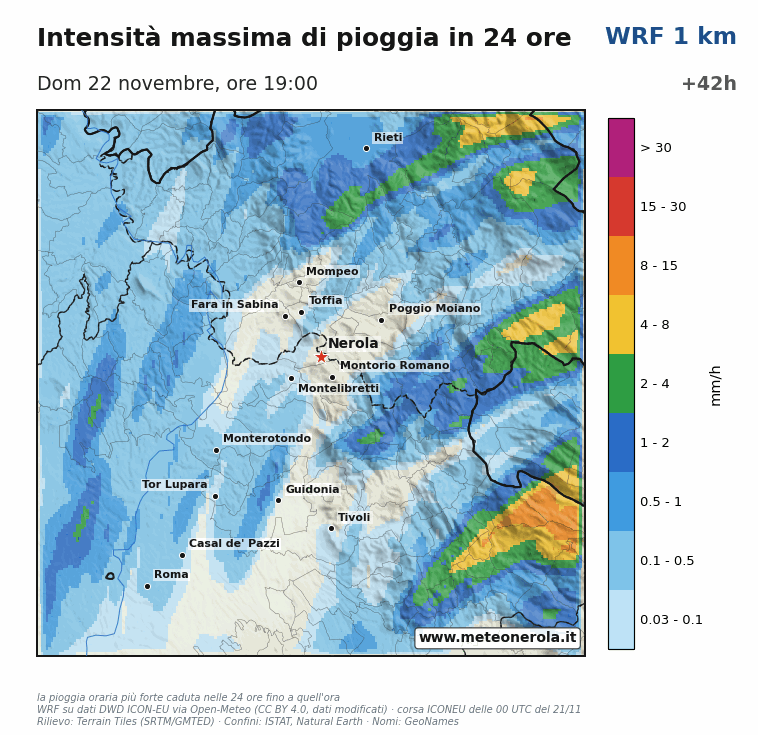 Intensità massima di pioggia in 24 ore
WRF 1 km
Dom 22 novembre, ore 19:00
+42h
Rieti
Mompeo
Fara in Sabina
Toffia
Poggio Moiano
Nerola
Montorio Romano
Montelibretti
Monterotondo
Tor Lupara
Guidonia
Tivoli
Casal de' Pazzi
Roma
www.meteonerola.it
> 30
15 - 30
8 - 15
4 - 8
2 - 4
1 - 2
0.5 - 1
0.1 - 0.5
0.03 - 0.1
mm/h
la pioggia oraria più forte caduta nelle 24 ore fino a quell'ora
WRF su dati DWD ICON-EU via Open-Meteo (CC BY 4.0, dati modificati) · corsa ICONEU delle 00 UTC del 21/11
Rilievo: Terrain Tiles (SRTM/GMTED) · Confini: ISTAT, Natural Earth · Nomi: GeoNames